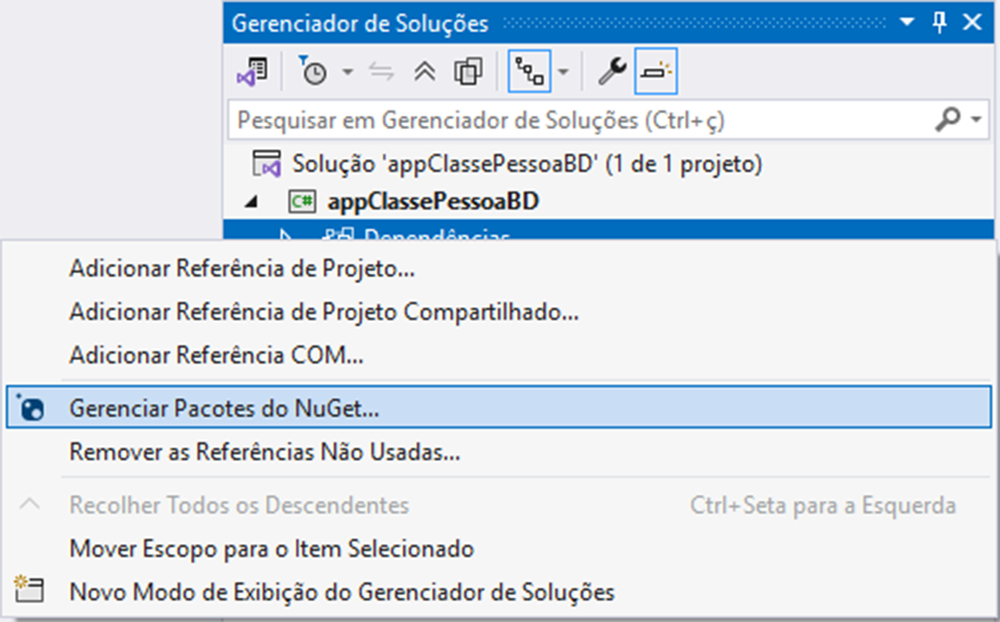 Gerenciador de Soluções
Pesquisar em Gerenciador de Soluções (Ctrl+ç)
Solução 'appClassePessoaBD' (1 de 1 projeto)
C# appClassePessoaBD
Dependências
Adicionar Referência de Projeto...
Adicionar Referência de Projeto Compartilhado...
Adicionar Referência COM...
Gerenciar Pacotes do NuGet...
Remover as Referências Não Usadas...
Recolher Todos os Descendentes Ctrl+Seta para a Esquerda
Mover Escopo para o Item Selecionado
Novo Modo de Exibição do Gerenciador de Soluções